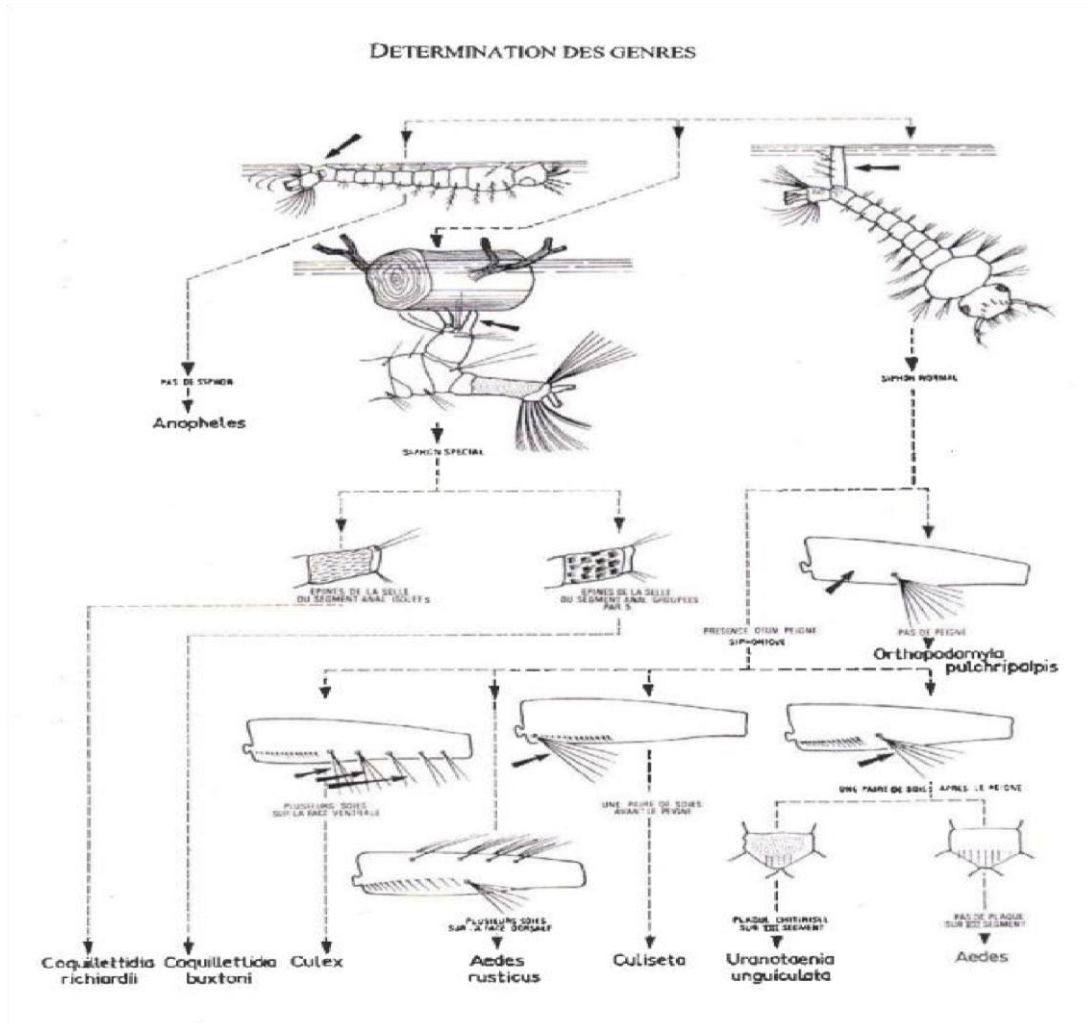 DETERMINATION DES GENRES
PAS DE SIPHON
Anopheles
SIPHON NORMAL
SIPHON SPECIAL
EPINES DE LA SELLE
DU SEGMENT ANAL ISOLEES
EPINES DE LA SELLE
DU SEGMENT ANAL GROUPEES
PAR 5
PRESENCE D'UM PEIGNE
SIPHONIQUE
PAS DE PEIGNE
Orthopodomyia
pulchripalpis
PLUSIEURS SOIES
SUR LA FACE VENTRALE
UNE PAIRE DE SOIES
AVANT LE PEIGNE
UNE PAIRE DE SOIES APRES LE PEIGNE
PLUSIEURS SOIES
SUR LA FACE DORSALE
PLAQUE CHITINISEE
SUR VIII SEGMENT
PAS DE PLAQUE
SUR VIII SEGMENT
Coquillettidia
richiardii
Coquillettidia
buxtoni
Culex
Aedes
rusticus
Culiseta
Uranotaenia
unguiculata
Aedes